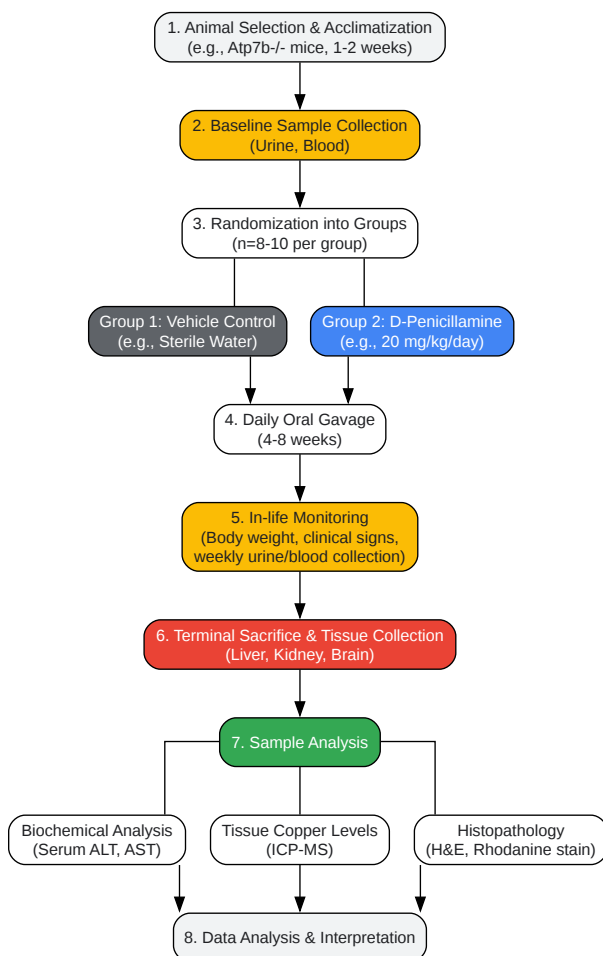 1. Animal Selection & Acclimatization
(e.g., Atp7b-/- mice, 1-2 weeks)
2. Baseline Sample Collection
(Urine, Blood)
3. Randomization into Groups
(n=8-10 per group)
Group 1: Vehicle Control
(e.g., Sterile Water)
Group 2: D-Penicillamine
(e.g., 20 mg/kg/day)
4. Daily Oral Gavage
(4-8 weeks)
5. In-life Monitoring
(Body weight, clinical signs,
weekly urine/blood collection)
6. Terminal Sacrifice & Tissue Collection
(Liver, Kidney, Brain)
7. Sample Analysis
Biochemical Analysis
(Serum ALT, AST)
Tissue Copper Levels
(ICP-MS)
Histopathology
(H&E, Rhodanine stain)
8. Data Analysis & Interpretation